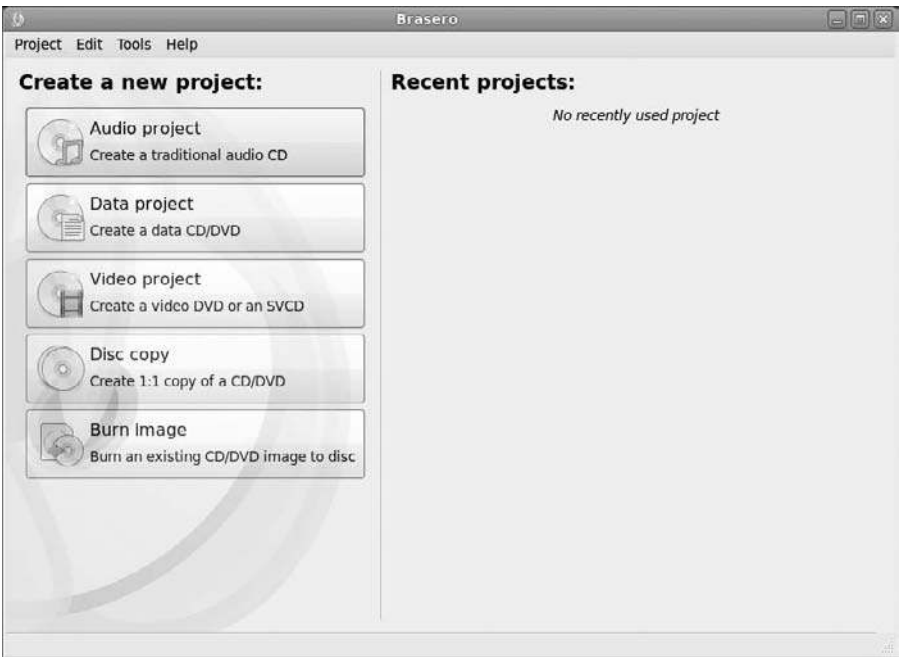 Brasero
Project Edit Tools Help
Create a new project:
Audio project
Create a traditional audio CD
Data project
Create a data CD/DVD
Video project
Create a video DVD or an SVCD
Disc copy
Create 1:1 copy of a CD/DVD
Burn image
Burn an existing CD/DVD image to disc
Recent projects:
No recently used project